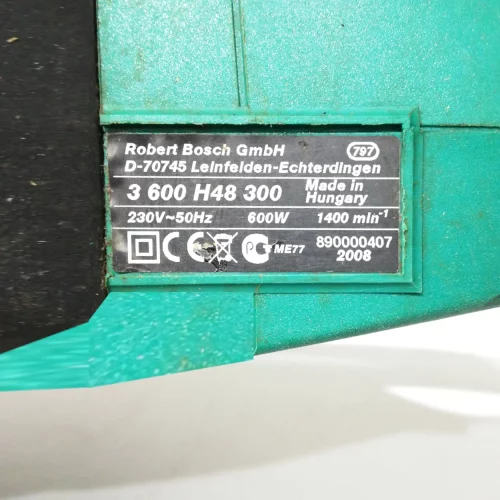 Robert Bosch GmbH 797
D-70745 Leinfelden-Echterdingen
3 600 H48 300 Made in Hungary
230V~50Hz 600W 1400 min⁻¹
CE ME77 890000407
2008